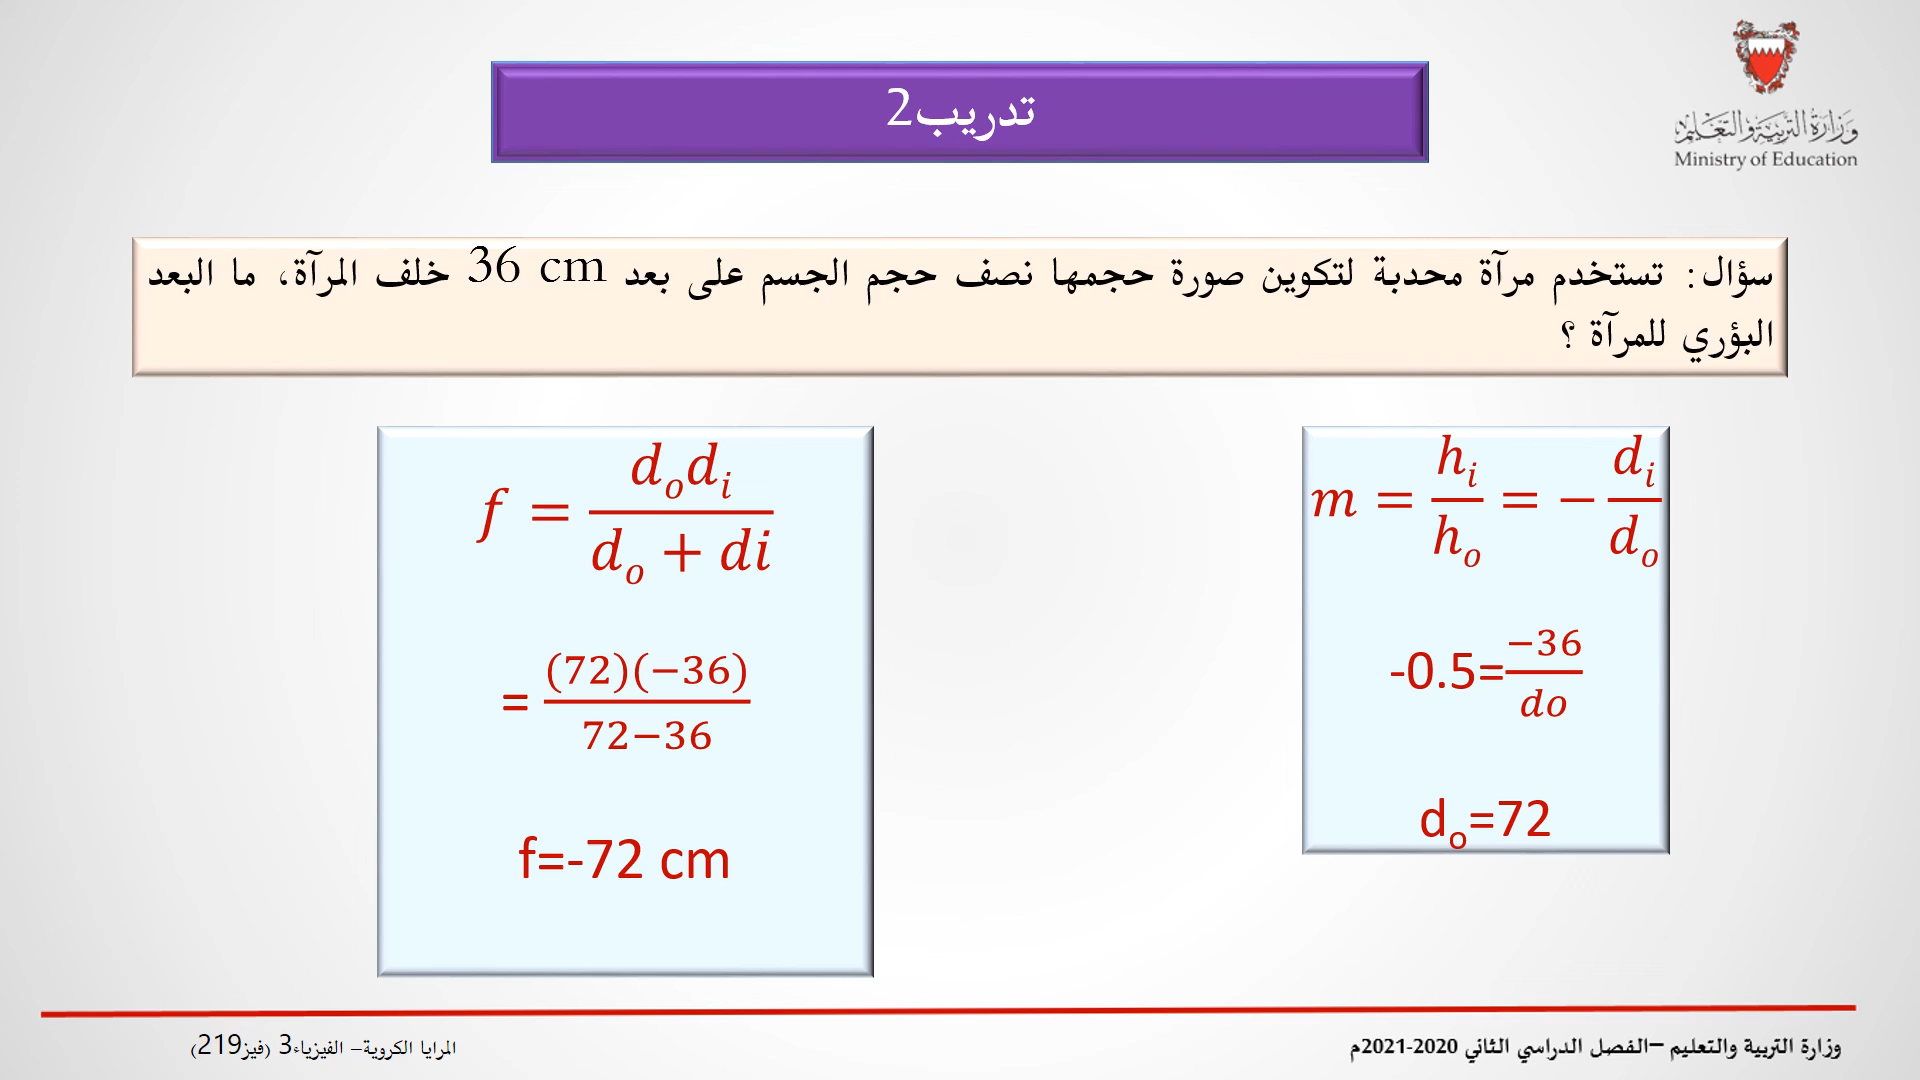 وزارة التربية والتعليم
Ministry of Education
تدريب2
سؤال: تستخدم مرآة محدبة لتكوين صورة حجمها نصف حجم الجسم على بعد 36 cm خلف المرآة، ما البعد
البؤري للمرآة ؟
m = h_i/h_o = − d_i/d_o
-0.5=−36/do
d_o=72
f = d_o d_i/(d_o + di)
= (72)(−36)/(72−36)
f=-72 cm
وزارة التربية والتعليم –الفصل الدراسي الثاني 2020-2021م
المرايا الكروية– الفيزياء3 (فيز219)